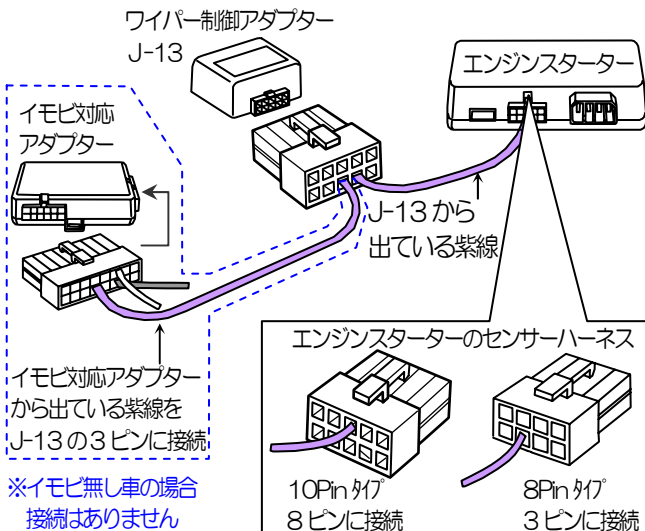 ワイパー制御アダプター
J-13
エンジンスターター
イモビ対応
アダプター
J-13から
出ている紫線
イモビ対応アダプター
から出ている紫線を
J-13の3ピンに接続
※イモビ無し車の場合
接続はありません
エンジンスターターのセンサーハーネス
10Pinタイプ
8ピンに接続
8Pinタイプ
3ピンに接続